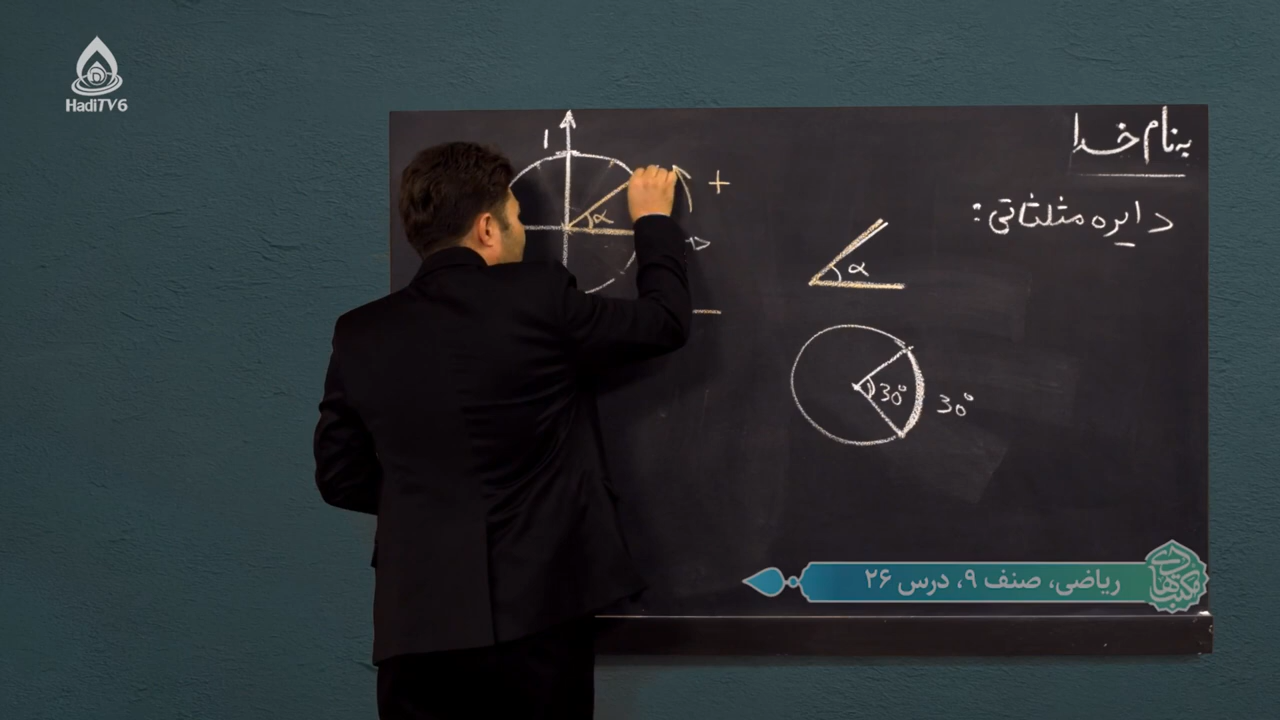 HadiTV6
به نام خدا
دایره مثلثاتی:
1
+
α
α
30°
30°
ریاضی، صنف ۹، درس ۲۶